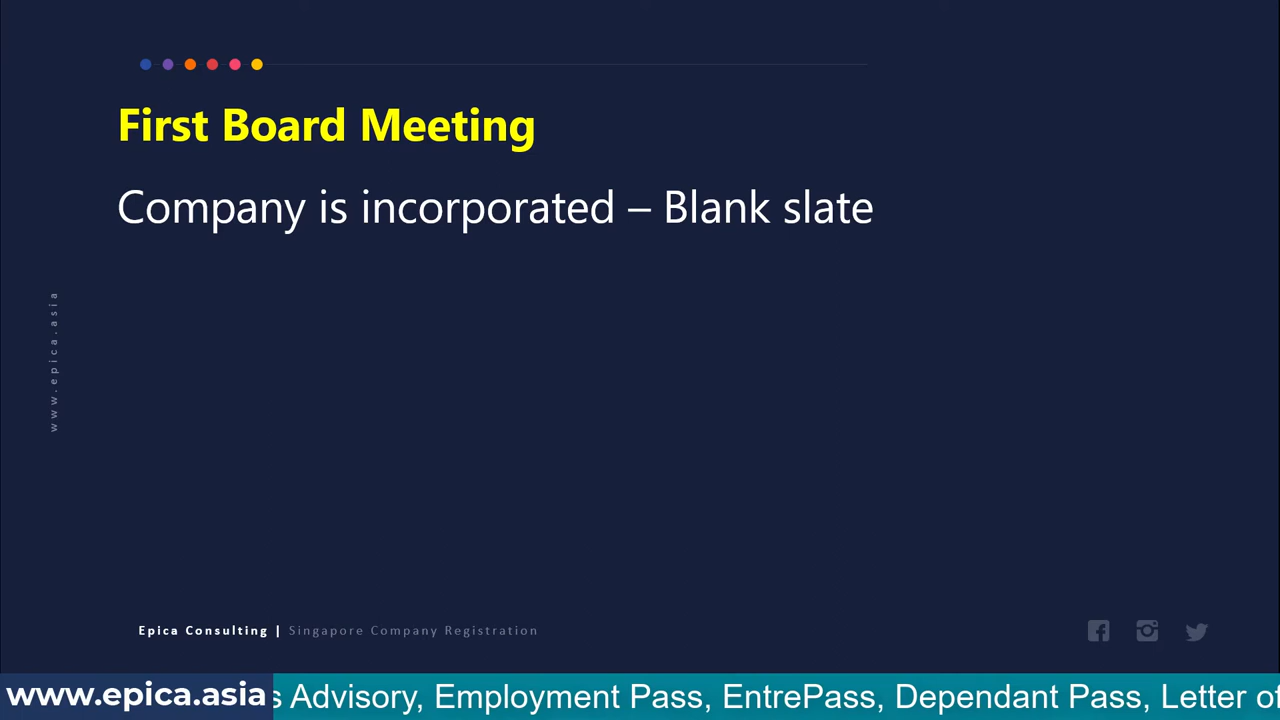 First Board Meeting
Company is incorporated – Blank slate
www.epica.asia
Epica Consulting | Singapore Company Registration
www.epica.asia
s Advisory, Employment Pass, EntrePass, Dependant Pass, Letter of